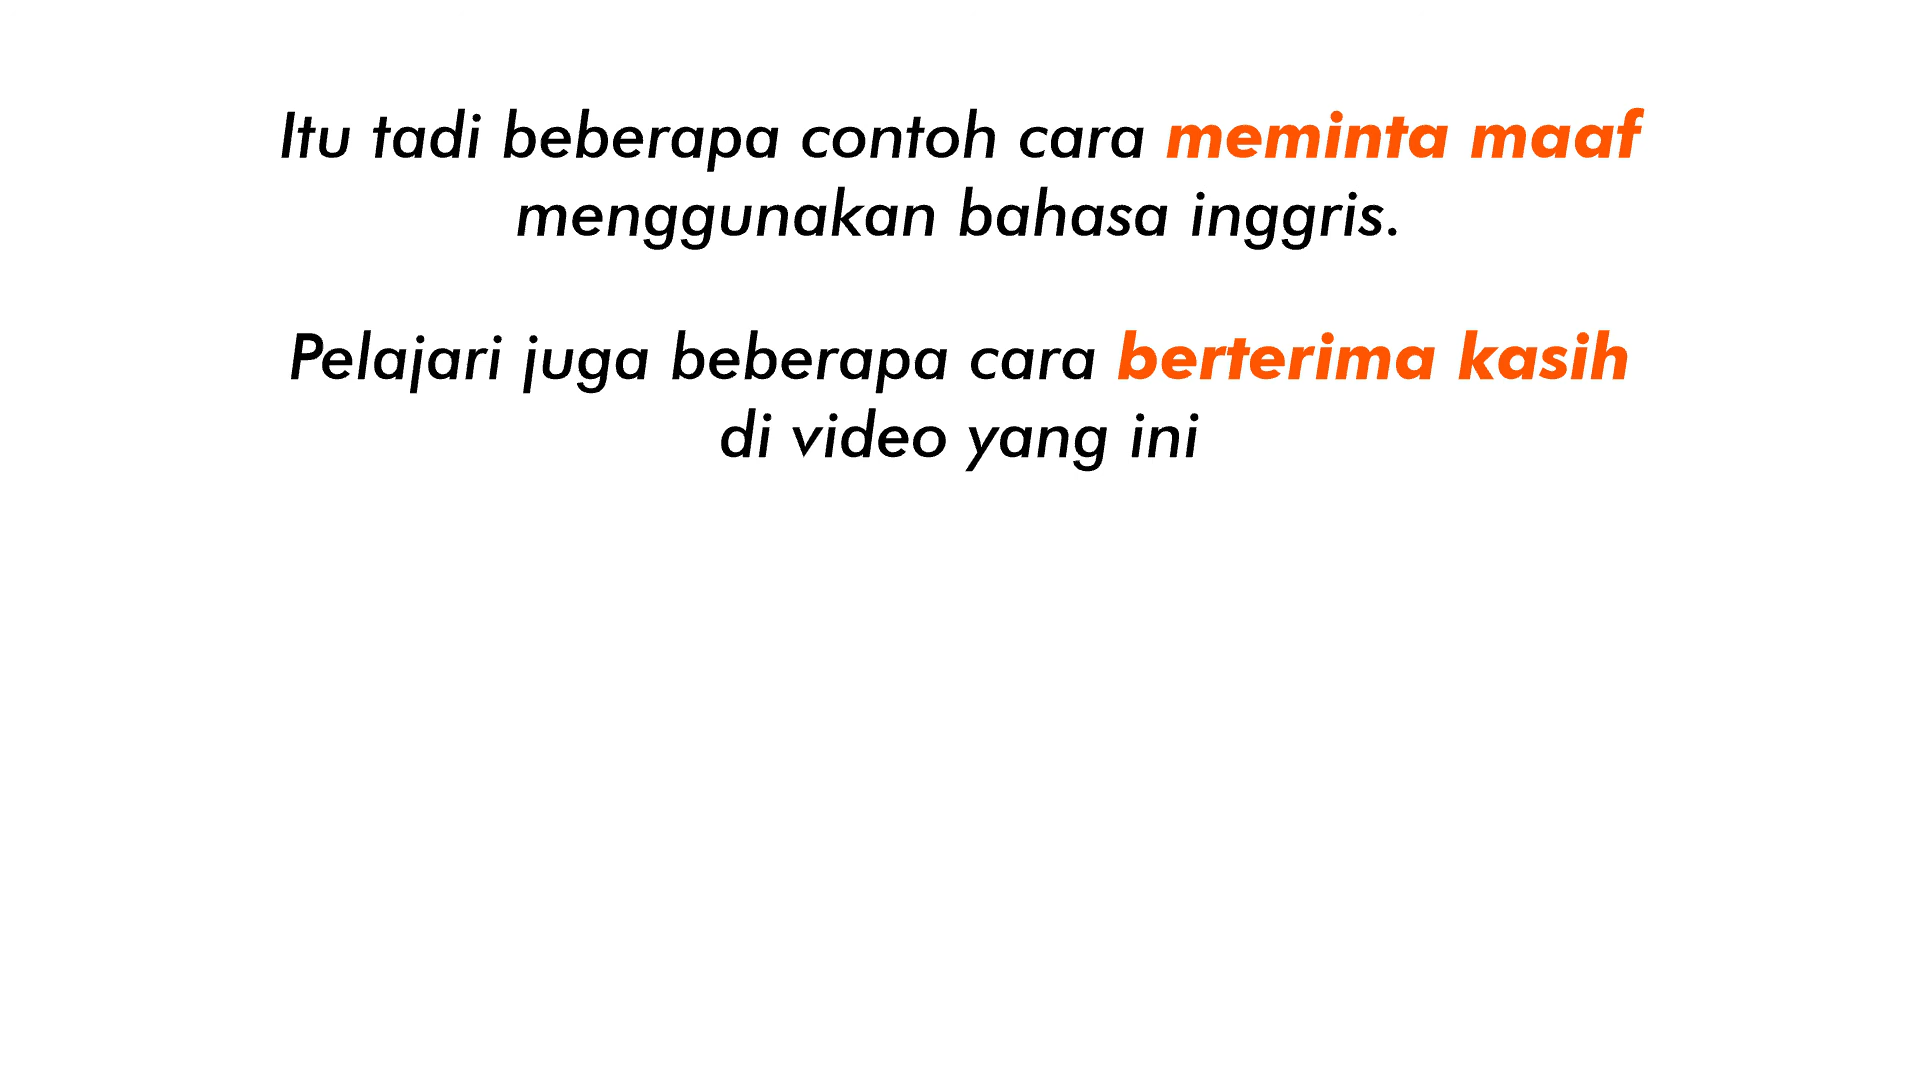 Itu tadi beberapa contoh cara meminta maaf
menggunakan bahasa inggris.
Pelajari juga beberapa cara berterima kasih
di video yang ini